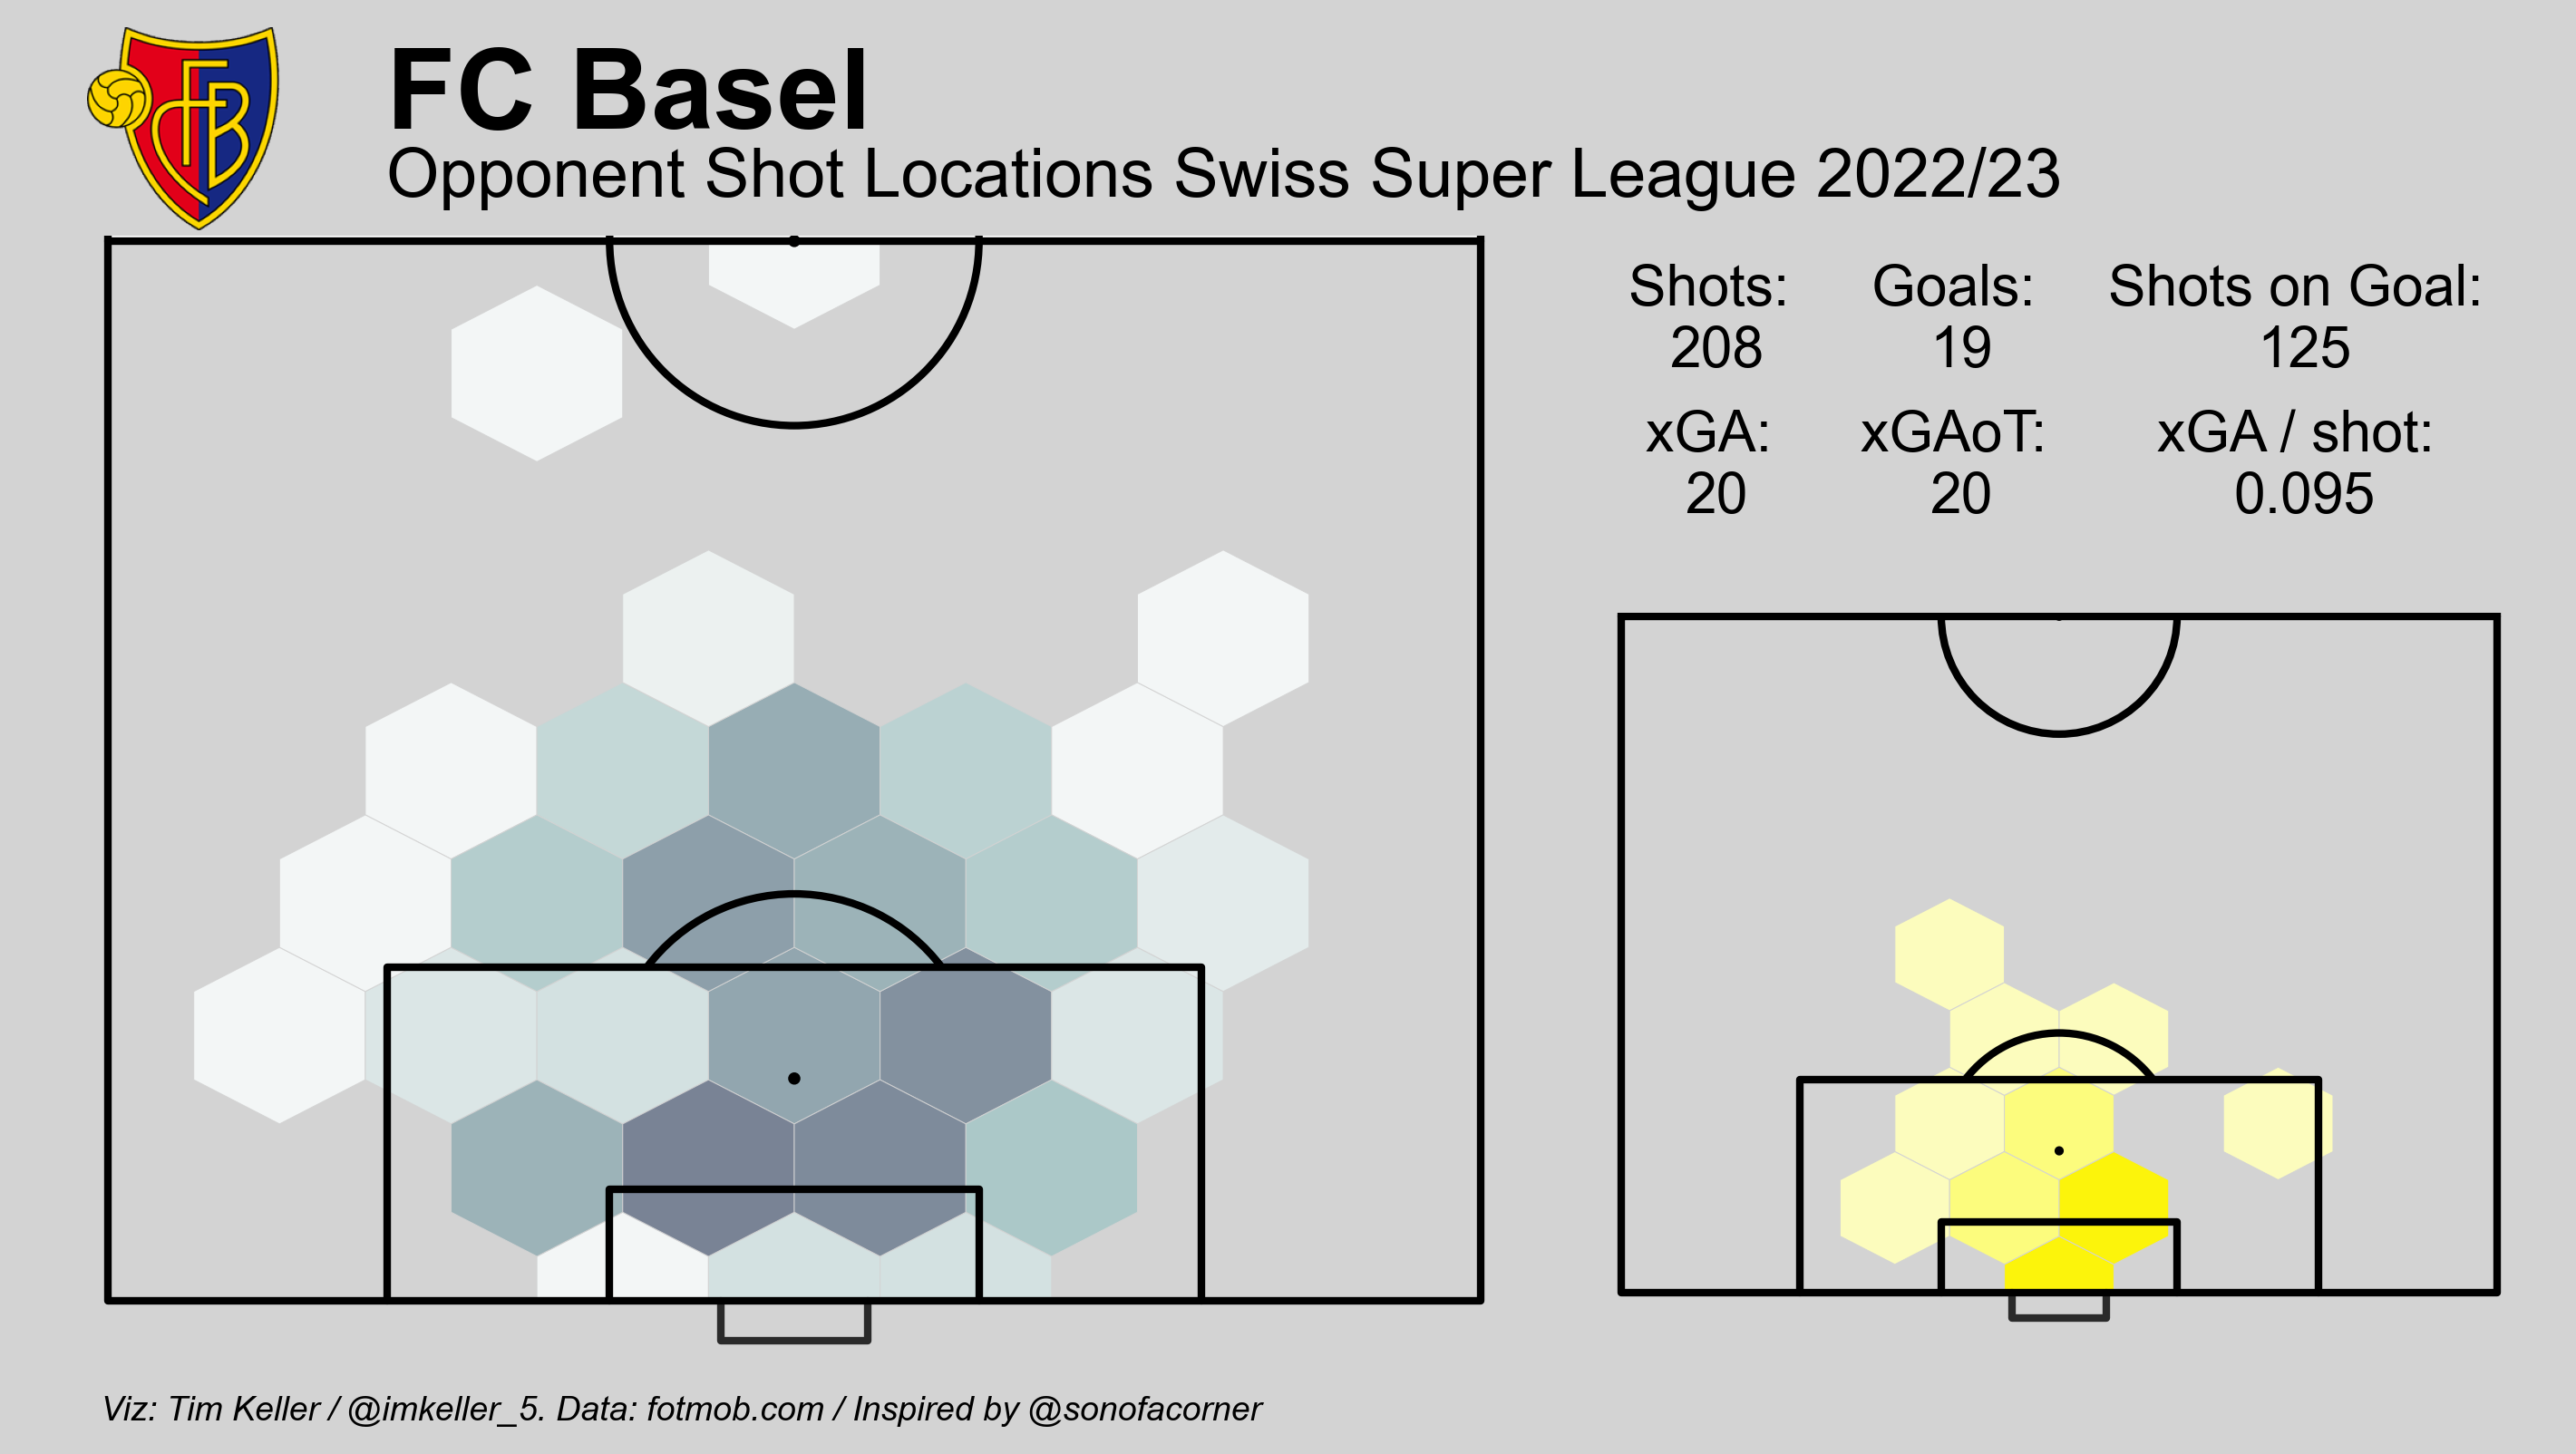 FCB
FC Basel
Opponent Shot Locations Swiss Super League 2022/23
Shots: Goals: Shots on Goal:
208 19 125
xGA: xGAoT: xGA / shot:
20 20 0.095
Viz: Tim Keller / @imkeller_5. Data: fotmob.com / Inspired by @sonofacorner